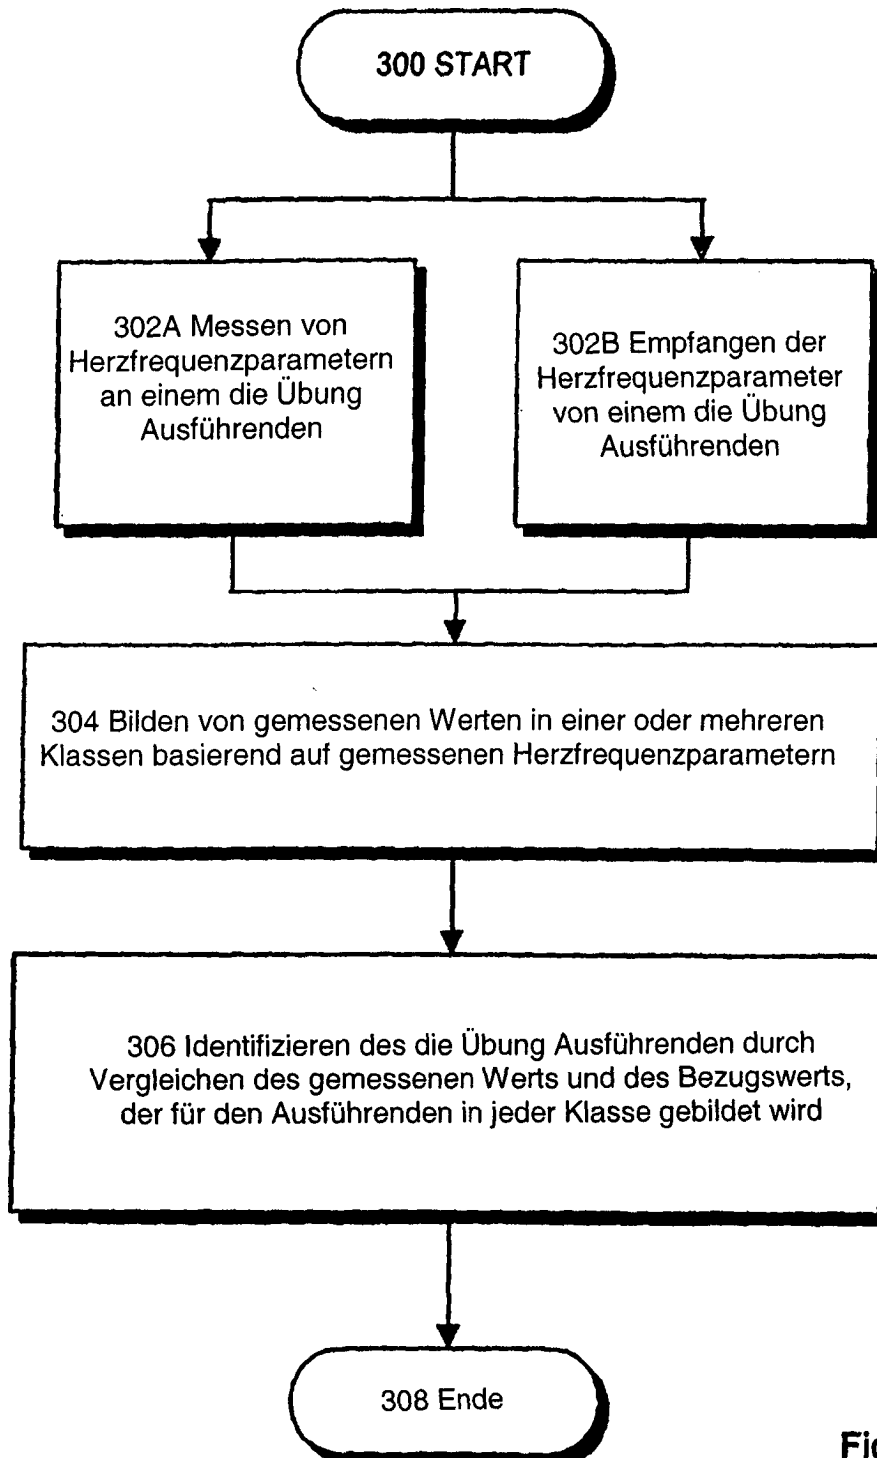 300 START
302A Messen von
Herzfrequenzparametern
an einem die Übung
Ausführenden
302B Empfangen der
Herzfrequenzparameter
von einem die Übung
Ausführenden
304 Bilden von gemessenen Werten in einer oder mehreren
Klassen basierend auf gemessenen Herzfrequenzparametern
306 Identifizieren des die Übung Ausführenden durch
Vergleichen des gemessenen Werts und des Bezugswerts,
der für den Ausführenden in jeder Klasse gebildet wird
308 Ende